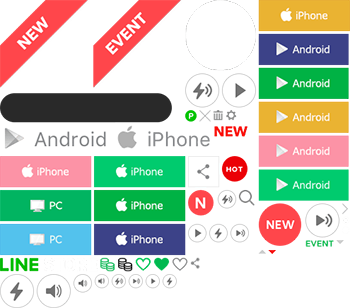 NEW
EVENT
iPhone
Android
Android
Android
Android
Android
P
NEW
Android
iPhone
iPhone
iPhone
HOT
PC
iPhone
N
PC
iPhone
NEW
EVENT
LINE